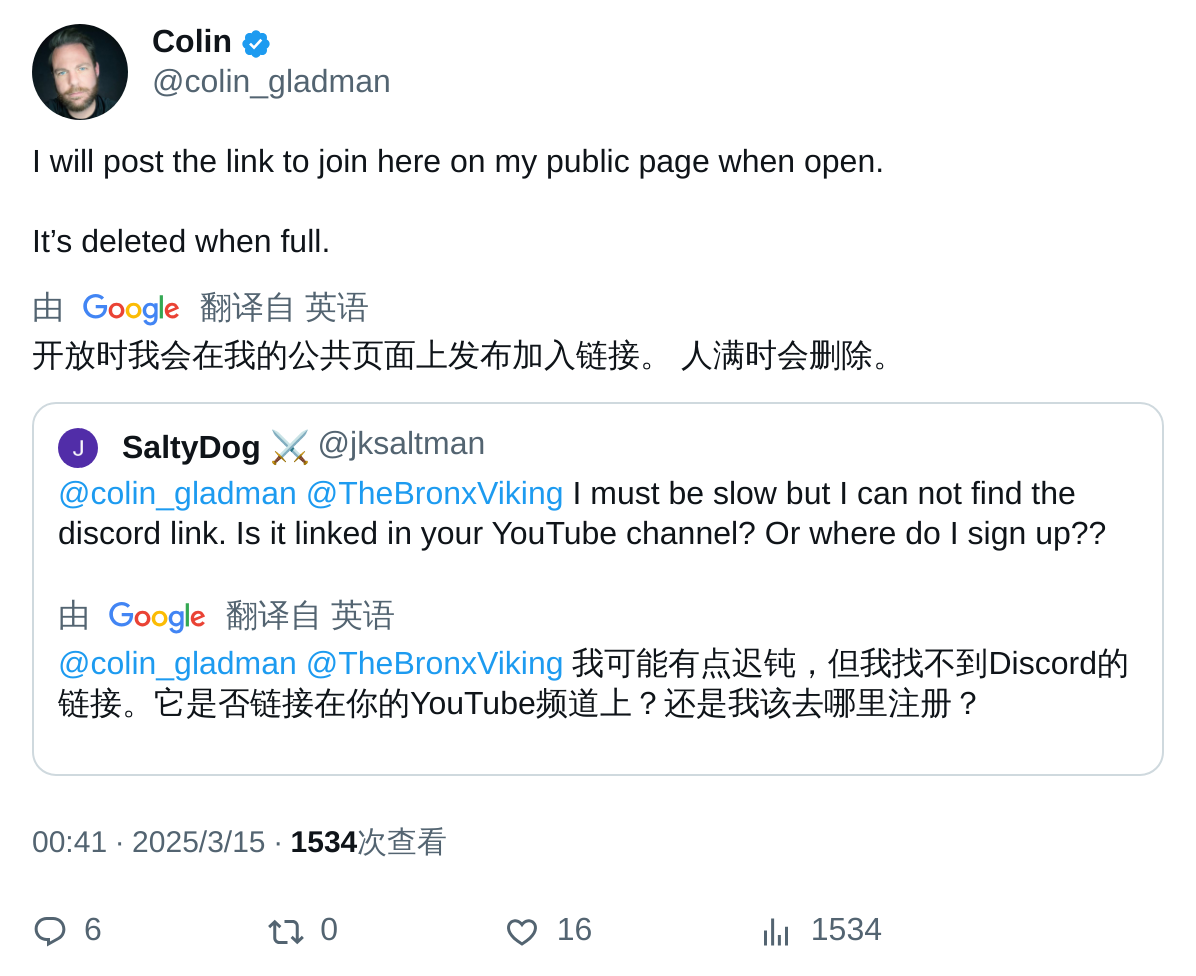 Colin
@colin_gladman
I will post the link to join here on my public page when open.
It’s deleted when full.
由 Google 翻译自 英语
开放时我会在我的公共页面上发布加入链接。 人满时会删除。
J SaltyDog ⚔️ @jksaltman
@colin_gladman @TheBronxViking I must be slow but I can not find the
discord link. Is it linked in your YouTube channel? Or where do I sign up??
由 Google 翻译自 英语
@colin_gladman @TheBronxViking 我可能有点迟钝，但我找不到Discord的
链接。它是否链接在你的YouTube频道上？还是我该去哪里注册？
00:41 · 2025/3/15 · 1534次查看
6 0 16 1534